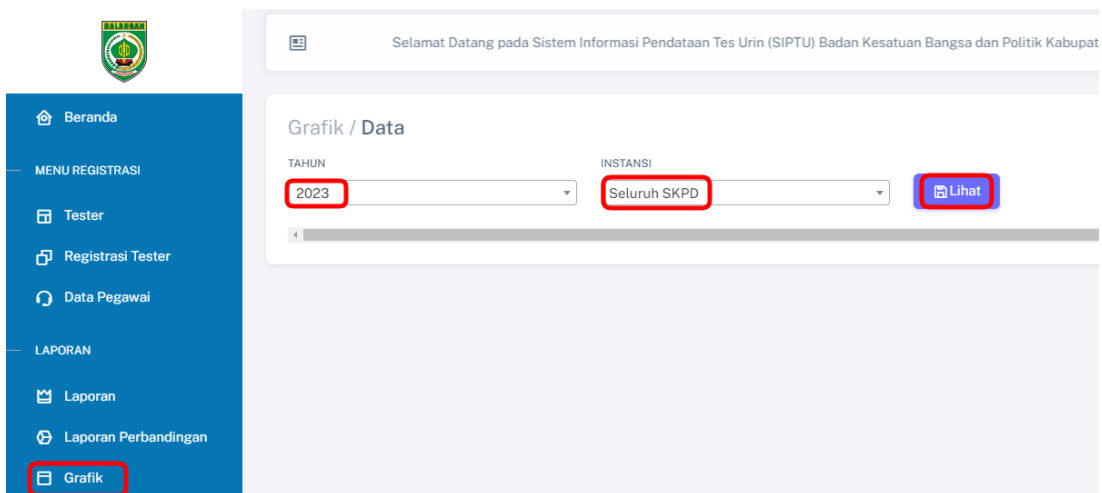 BALANGAN
Selamat Datang pada Sistem Informasi Pendataan Tes Urin (SIPTU) Badan Kesatuan Bangsa dan Politik Kabupat
Beranda
MENU REGISTRASI
Tester
Registrasi Tester
Data Pegawai
LAPORAN
Laporan
Laporan Perbandingan
Grafik
Grafik / Data
TAHUN
INSTANSI
2023
Seluruh SKPD
Lihat